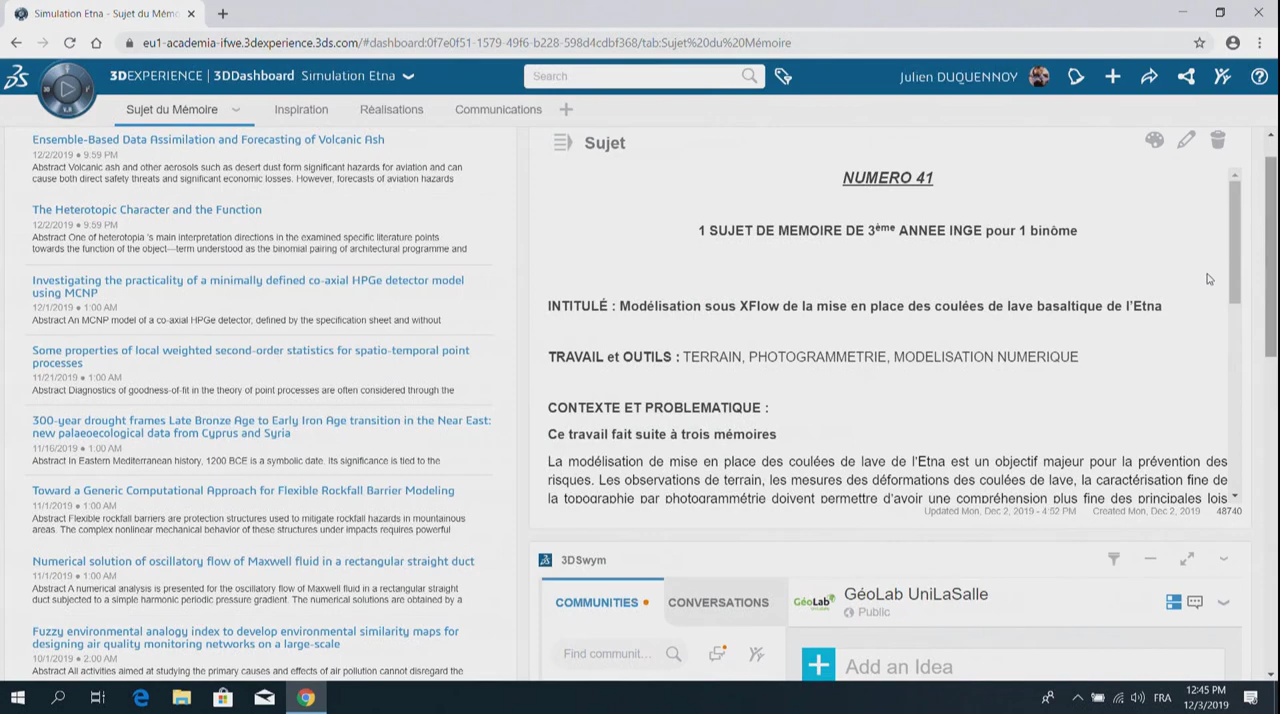 Simulation Etna - Sujet du Mémo
eu1-academia-ifwe.3dexperience.3ds.com/#dashboard:0f7e0f51-1579-49f6-b228-598d4cdbf368/tab:Sujet%20du%20Mémoire
3DEXPERIENCE | 3DDashboard Simulation Etna
Search
Julien DUQUENNOY
Sujet du Mémoire
Inspiration
Réalisations
Communications
Ensemble-Based Data Assimilation and Forecasting of Volcanic Ash
12/2/2019 • 9:59 PM
Abstract Volcanic ash and other aerosols such as desert dust form significant hazards for aviation and can
cause both direct safety threats and significant economic losses. However, forecasts of aviation hazards
The Heterotopic Character and the Function
12/2/2019 • 9:59 PM
Abstract One of heterotopia 's main interpretation directions in the examined specific literature points
towards the function of the object—term understood as the binomial pairing of architectural programme and
Investigating the practicality of a minimally defined co-axial HPGe detector model
using MCNP
12/1/2019 • 1:00 AM
Abstract An MCNP model of a co-axial HPGe detector, defined by the specification sheet and without
Some properties of local weighted second-order statistics for spatio-temporal point
processes
11/21/2019 • 1:00 AM
Abstract Diagnostics of goodness-of-fit in the theory of point processes are often considered through the
300-year drought frames Late Bronze Age to Early Iron Age transition in the Near East:
new palaeoecological data from Cyprus and Syria
11/16/2019 • 1:00 AM
Abstract In Eastern Mediterranean history, 1200 BCE is a symbolic date. Its significance is tied to the
Toward a Generic Computational Approach for Flexible Rockfall Barrier Modeling
11/1/2019 • 1:00 AM
Abstract Flexible rockfall barriers are protection structures used to mitigate rockfall hazards in mountainous
areas. The complex nonlinear mechanical behavior of these structures under impacts requires powerful
Numerical solution of oscillatory flow of Maxwell fluid in a rectangular straight duct
11/1/2019 • 1:00 AM
Abstract A numerical analysis is presented for the oscillatory flow of Maxwell fluid in a rectangular straight
duct subjected to a simple harmonic periodic pressure gradient. The numerical solutions are obtained by a
Fuzzy environmental analogy index to develop environmental similarity maps for
designing air quality monitoring networks on a large-scale
10/1/2019 • 2:00 AM
Abstract All activities aimed at studying the primary causes and effects of air pollution cannot disregard the
Sujet
NUMERO 41
1 SUJET DE MEMOIRE DE 3ème ANNEE INGE pour 1 binôme
INTITULÉ : Modélisation sous XFlow de la mise en place des coulées de lave basaltique de l'Etna
TRAVAIL et OUTILS : TERRAIN, PHOTOGRAMMETRIE, MODELISATION NUMERIQUE
CONTEXTE ET PROBLEMATIQUE :
Ce travail fait suite à trois mémoires
La modélisation de mise en place des coulées de lave de l'Etna est un objectif majeur pour la prévention des
risques. Les observations de terrain, les mesures des déformations des coulées de lave, la caractérisation fine de
la topographie par photogrammétrie doivent permettre d'avoir une compréhension plus fine des principales lois
Updated Mon, Dec 2, 2019 - 4:52 PM Created Mon, Dec 2, 2019 48740
3DSwym
COMMUNITIES
CONVERSATIONS
Find communit...
GéoLab
GéoLab UniLaSalle
Public
Add an Idea
FRA
12:45 PM
12/3/2019